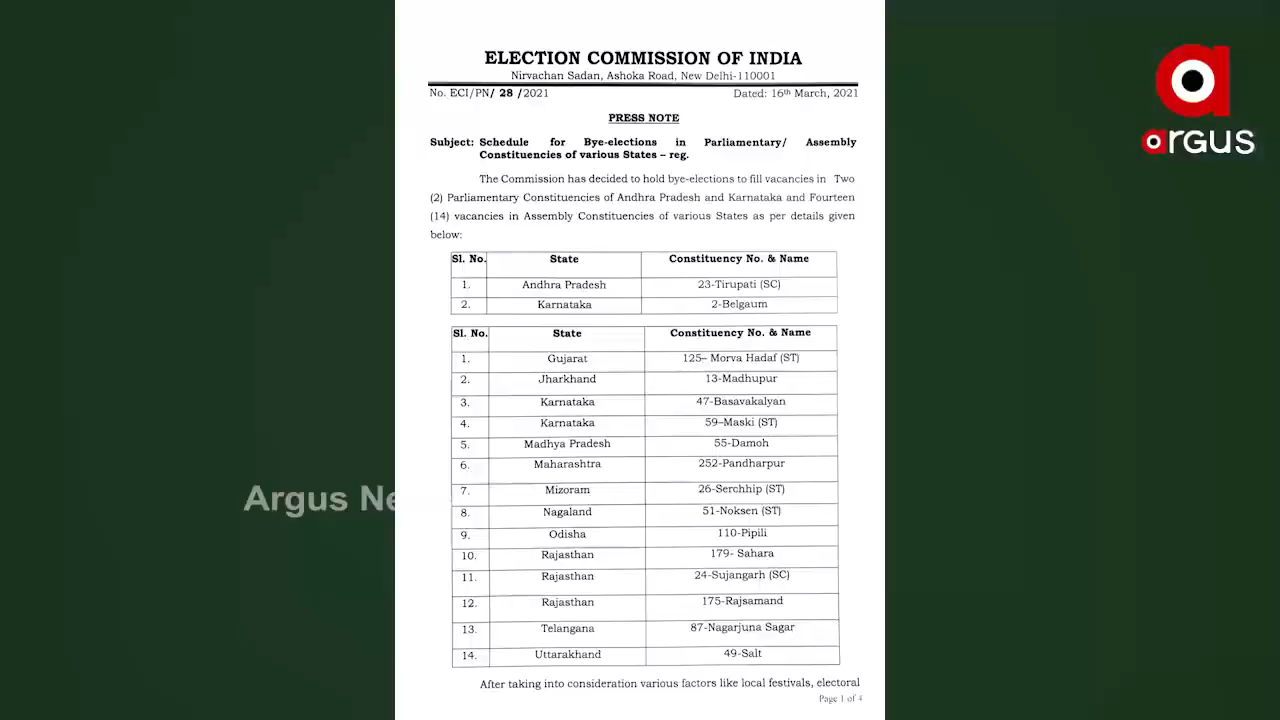 ELECTION COMMISSION OF INDIA
Nirvachan Sadan, Ashoka Road, New Delhi-110001
No. ECI/PN/ 28 /2021 Dated: 16th March, 2021
PRESS NOTE
Subject: Schedule for Bye-elections in Parliamentary/ Assembly
Constituencies of various States – reg.
The Commission has decided to hold bye-elections to fill vacancies in Two
(2) Parliamentary Constituencies of Andhra Pradesh and Karnataka and Fourteen
(14) vacancies in Assembly Constituencies of various States as per details given
below:
Sl. No. State Constituency No. & Name
1. Andhra Pradesh 23-Tirupati (SC)
2. Karnataka 2-Belgaum
Sl. No. State Constituency No. & Name
1. Gujarat 125– Morva Hadaf (ST)
2. Jharkhand 13-Madhupur
3. Karnataka 47-Basavakalyan
4. Karnataka 59–Maski (ST)
5. Madhya Pradesh 55-Damoh
6. Maharashtra 252-Pandharpur
7. Mizoram 26-Serchhip (ST)
8. Nagaland 51-Noksen (ST)
9. Odisha 110-Pipili
10. Rajasthan 179- Sahara
11. Rajasthan 24-Sujangarh (SC)
12. Rajasthan 175-Rajsamand
13. Telangana 87-Nagarjuna Sagar
14. Uttarakhand 49-Salt
After taking into consideration various factors like local festivals, electoral
Page 1 of 4
argus
Argus Ne